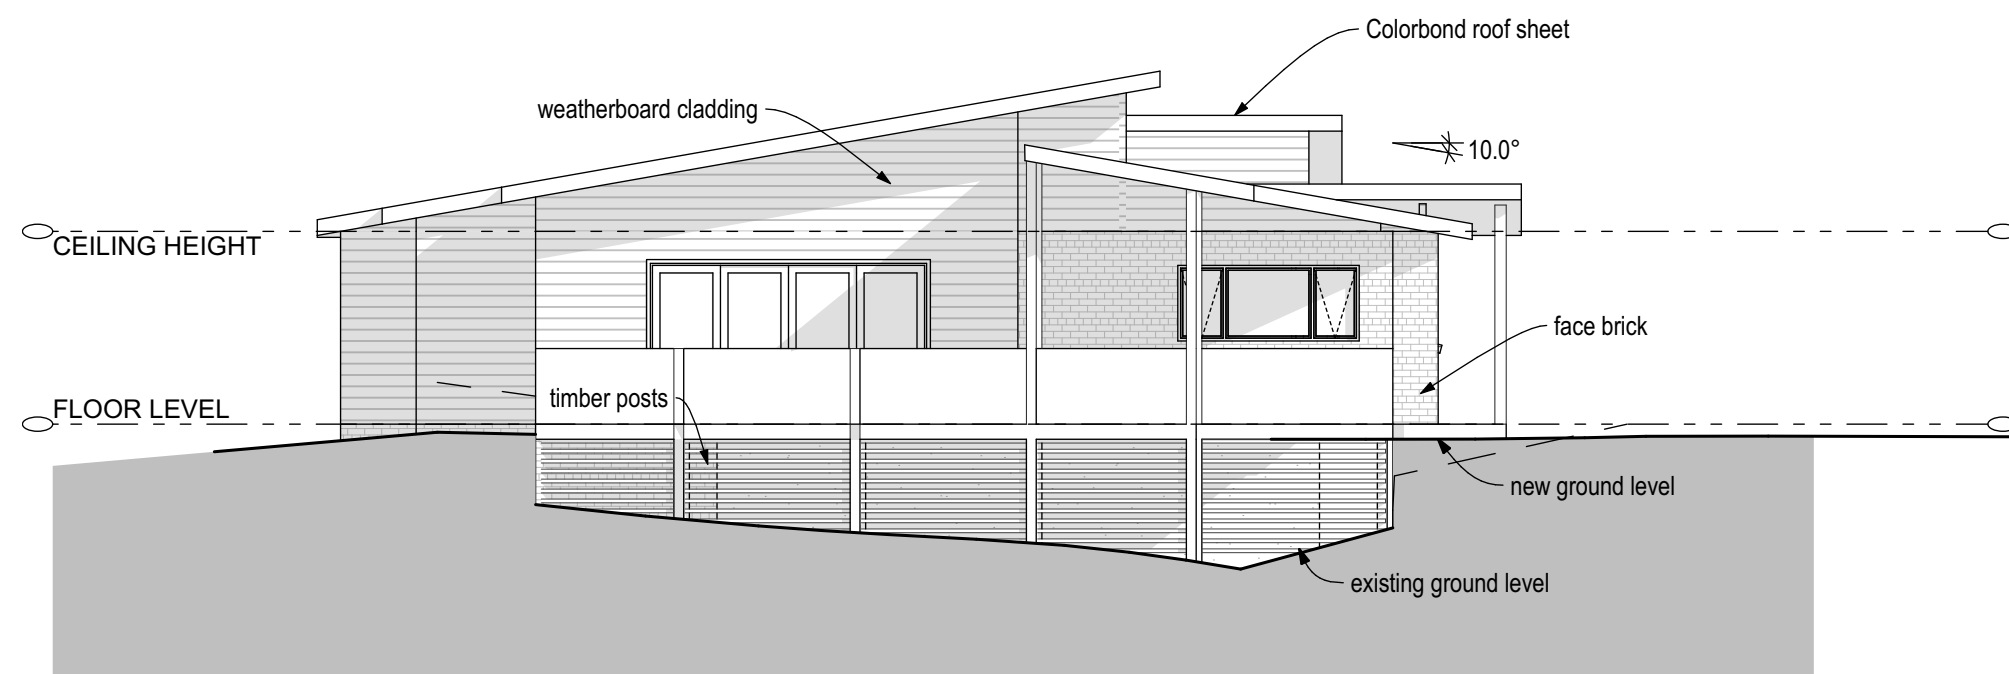 Colorbond roof sheet
weatherboard cladding
10.0°
CEILING HEIGHT
face brick
timber posts
FLOOR LEVEL
new ground level
existing ground level